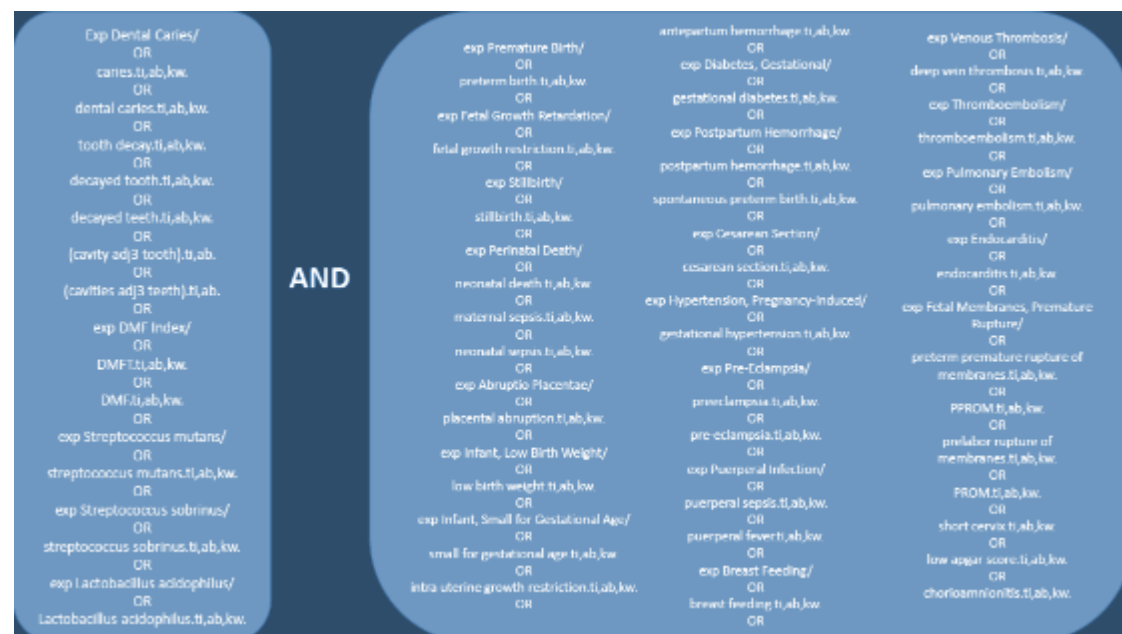 Exp Dental Caries/
OR
caries.ti,ab,kw.
OR
dental caries.ti,ab,kw.
OR
tooth decay.ti,ab,kw.
OR
decayed tooth.ti,ab,kw.
OR
decayed teeth.ti,ab,kw.
OR
(cavity adj3 tooth).ti,ab.
OR
(cavities adj3 teeth).ti,ab.
OR
exp DMF Index/
OR
DMFT.ti,ab,kw.
OR
DMF.ti,ab,kw.
OR
exp Streptococcus mutans/
OR
streptococcus mutans.ti,ab,kw.
OR
exp Streptococcus sobrinus/
OR
streptococcus sobrinus.ti,ab,kw.
OR
exp Lactobacillus acidophilus/
OR
Lactobacillus acidophilus.ti,ab,kw.
AND
exp Premature Birth/
OR
preterm birth.ti,ab,kw.
OR
exp Fetal Growth Retardation/
OR
fetal growth restriction.ti,ab,kw.
OR
exp Stillbirth/
OR
stillbirth.ti,ab,kw.
OR
exp Perinatal Death/
OR
neonatal death.ti,ab,kw
OR
maternal sepsis.ti,ab,kw.
OR
neonatal sepsis.ti,ab,kw.
OR
exp Abruptio Placentae/
OR
placental abruption.ti,ab,kw.
OR
exp Infant, Low Birth Weight/
OR
low birth weight.ti,ab,kw.
OR
exp Infant, Small for Gestational Age/
OR
small for gestational age.ti,ab,kw.
OR
intra uterine growth restriction.ti,ab,kw.
OR
antepartum hemorrhage.ti,ab,kw
OR
exp Diabetes, Gestational/
OR
gestational diabetes.ti,ab,kw.
OR
exp Postpartum Hemorrhage/
OR
postpartum hemorrhage.ti,ab,kw
OR
spontaneous preterm birth.ti,ab,kw.
OR
exp Cesarean Section/
OR
cesarean section.ti,ab,kw.
OR
exp Hypertension, Pregnancy-Induced/
OR
gestational hypertension.ti,ab,kw
OR
exp Pre-Eclampsia/
OR
preeclampsia.ti,ab,kw.
OR
pre-eclampsia.ti,ab,kw.
OR
exp Puerperal Infection/
OR
puerperal sepsis.ti,ab,kw.
OR
puerperal fever.ti,ab,kw.
OR
exp Breast Feeding/
OR
breast feeding.ti,ab,kw
OR
exp Venous Thrombosis/
OR
deep vein thrombosis.ti,ab,kw.
OR
exp Thromboembolism/
OR
thromboembolism.ti,ab,kw.
OR
exp Pulmonary Embolism/
OR
pulmonary embolism.ti,ab,kw.
OR
exp Endocarditis/
OR
endocarditis.ti,ab,kw
OR
exp Fetal Membranes, Premature
Rupture/
OR
preterm premature rupture of
membranes.ti,ab,kw.
OR
PPROM.ti,ab,kw.
OR
prelabor rupture of
membranes.ti,ab,kw.
OR
PROM.ti,ab,kw.
OR
short cervix.ti,ab,kw
OR
low apgar score.ti,ab,kw.
OR
chorioamnionitis.ti,ab,kw.